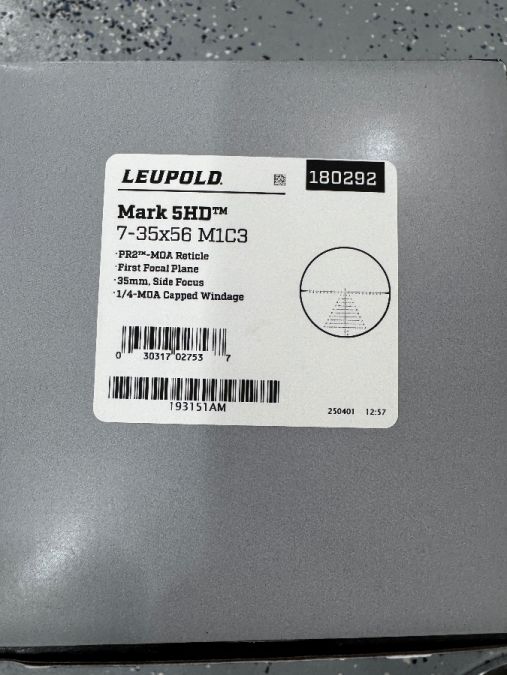 LEUPOLD
180292
Mark 5HD™
7-35x56 M1C3
·PR2™-MOA Reticle
·First Focal Plane
·35mm, Side Focus
·1/4-MOA Capped Windage
0 30317 02753 7
193151AM
250401 12:57